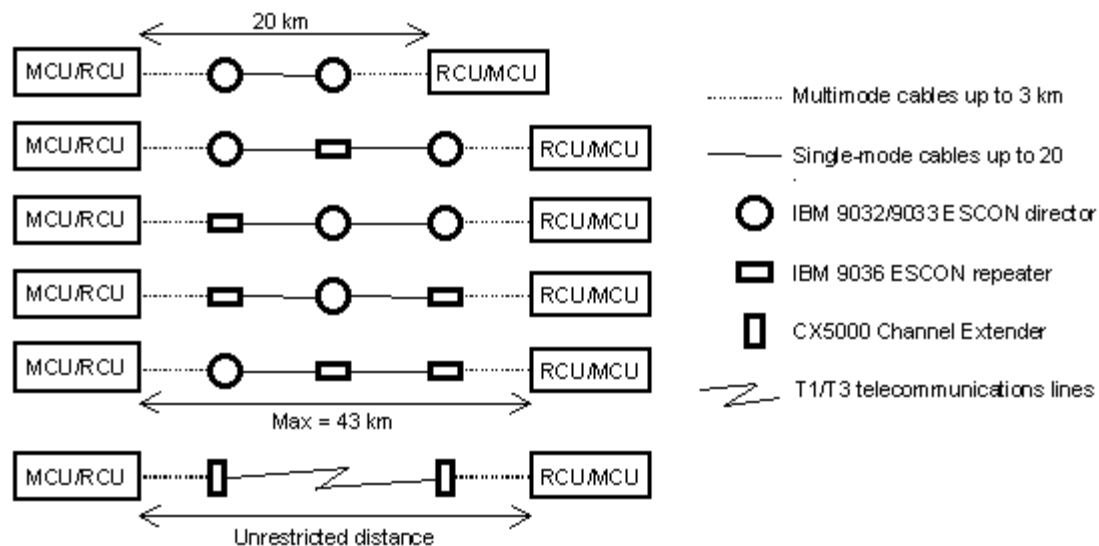 20 km
MCU/RCU RCU/MCU
MCU/RCU RCU/MCU
MCU/RCU RCU/MCU
MCU/RCU RCU/MCU
MCU/RCU RCU/MCU
Max = 43 km
MCU/RCU RCU/MCU
Unrestricted distance
Multimode cables up to 3 km
Single-mode cables up to 20
.
IBM 9032/9033 ESCON director
IBM 9036 ESCON repeater
CX5000 Channel Extender
T1/T3 telecommunications lines